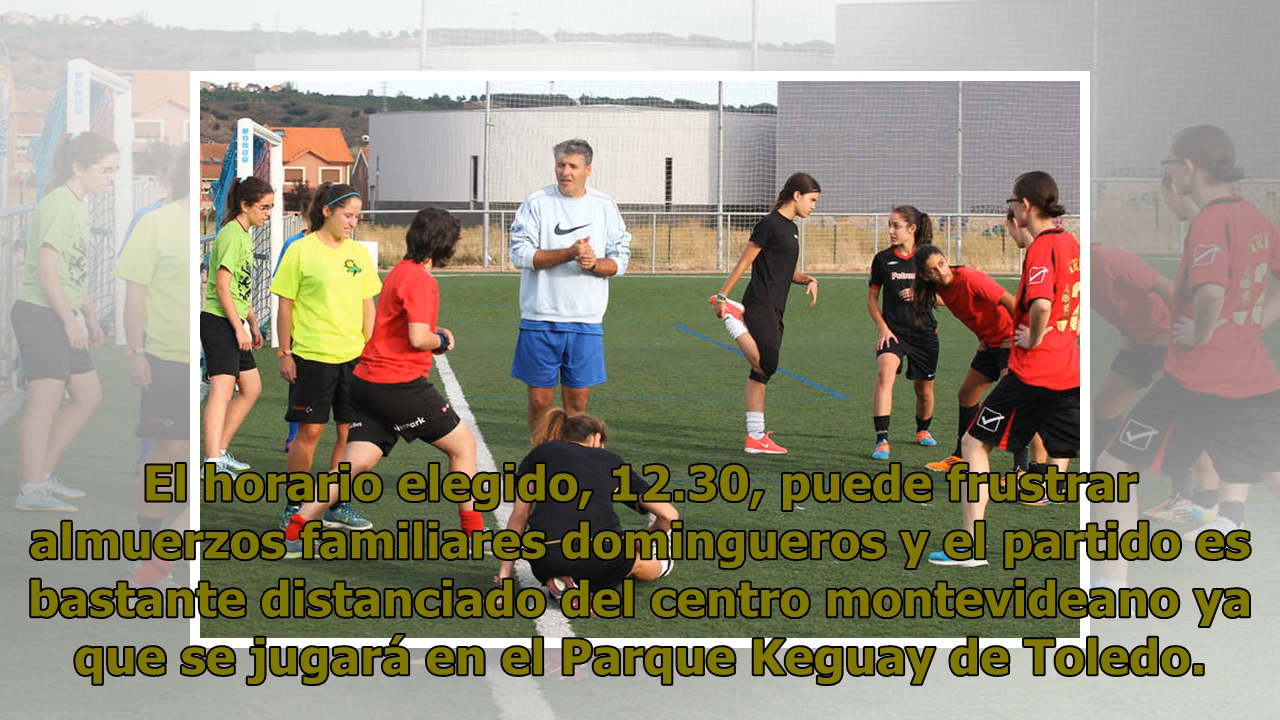 MONDO
El horario elegido, 12.30, puede frustrar
almuerzos familiares domingueros y el partido es
bastante distanciado del centro montevideano ya
que se jugará en el Parque Keguay de Toledo.